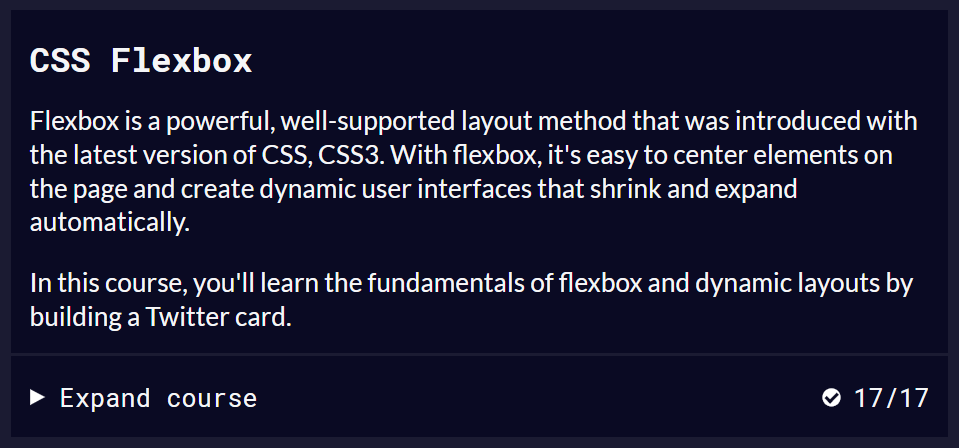 CSS Flexbox
Flexbox is a powerful, well-supported layout method that was introduced with
the latest version of CSS, CSS3. With flexbox, it's easy to center elements on
the page and create dynamic user interfaces that shrink and expand
automatically.
In this course, you'll learn the fundamentals of flexbox and dynamic layouts by
building a Twitter card.
Expand course 17/17